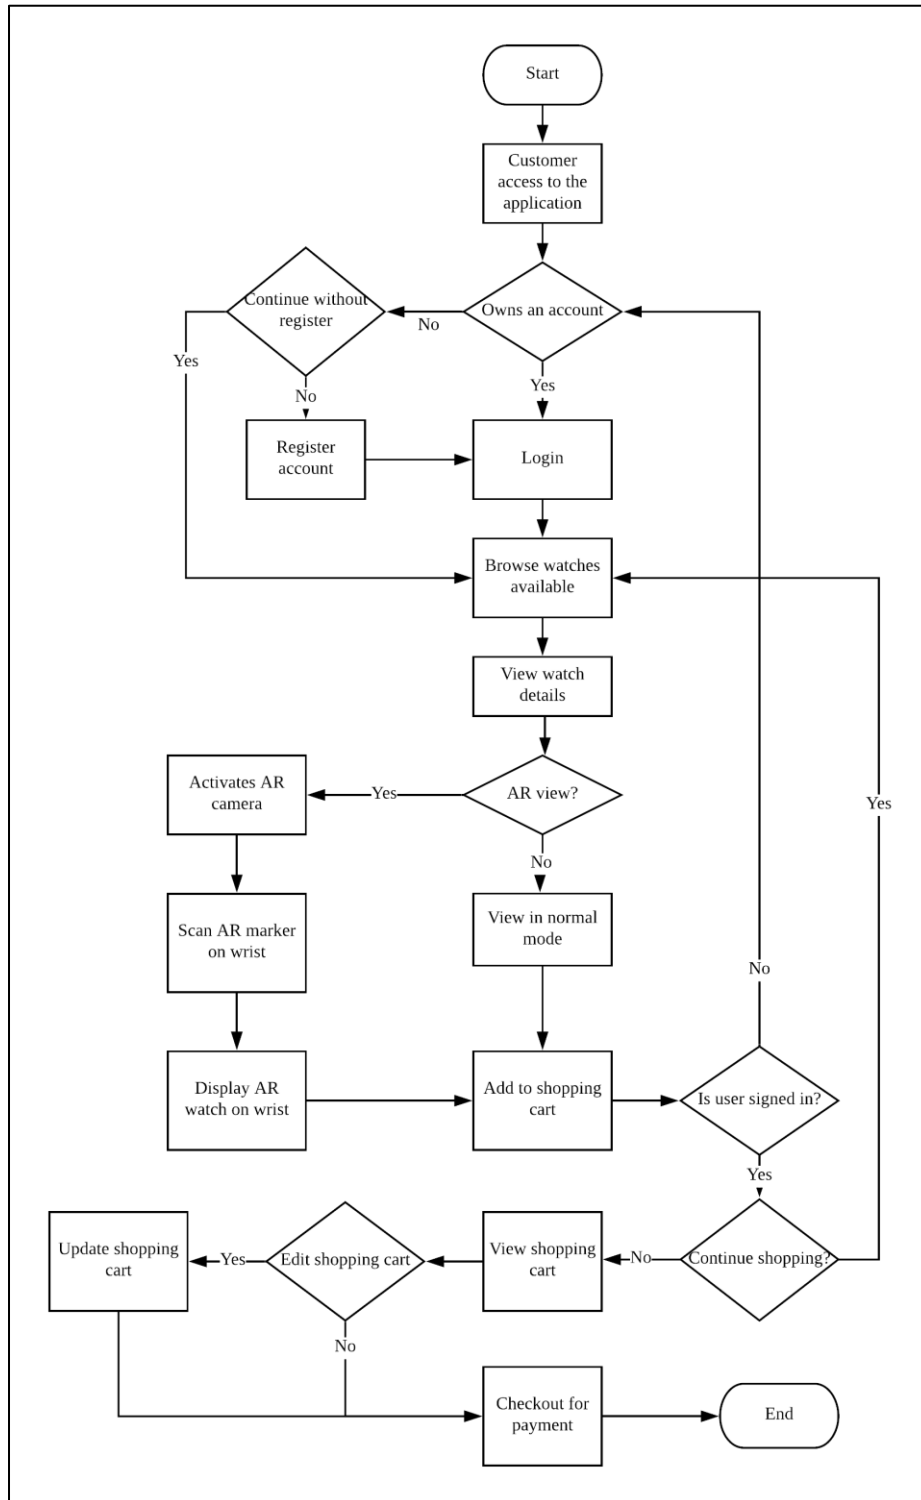 Start
Customer
access to the
application
Continue without
register
Owns an account
No
Yes
Yes
No
Register
account
Login
Browse watches
available
View watch
details
Activates AR
camera
Yes
AR view?
Yes
No
Scan AR marker
on wrist
View in normal
mode
No
Display AR
watch on wrist
Add to shopping
cart
Is user signed in?
Yes
Update shopping
cart
Yes
Edit shopping cart
View shopping
cart
No
Continue shopping?
No
Checkout for
payment
End